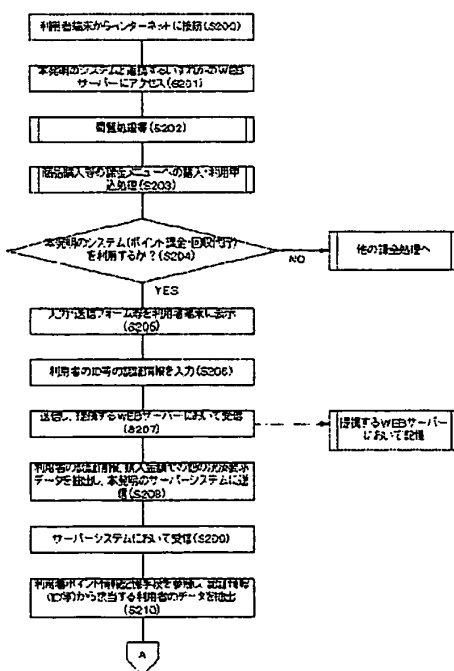 利用者端末からインターネットに接続(S200)
本発明のシステムと提携するいずれかのWEB
サーバーにアクセス(S201)
閲覧処理等(S202)
商品購入等の課金メニューへの購入・利用申
込処理(S203)
本発明のシステム(ポイント課金・回収代行)
を利用するか?(S204)
NO
他の課金処理へ
YES
入力・送信フォーム等を利用者端末に表示
(S205)
利用者のID等の認証情報を入力(S206)
送信し、提携するWEBサーバーにおいて受信
(S207)
提携するWEBサーバー
において記憶
利用者の認証情報、購入金額その他の決済要求
データを抽出し、本発明のサーバーシステムに送
信(S208)
サーバーシステムにおいて受信(S209)
利用者ポイント情報記憶手段を参照し、認証情報
(ID等)から該当する利用者のデータを抽出
(S210)
A